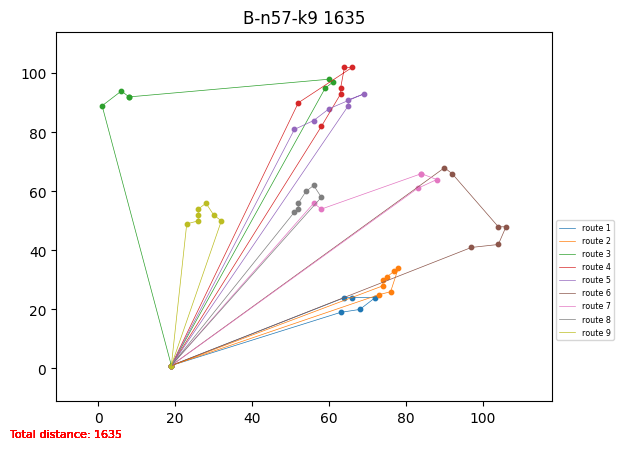 B-n57-k9 1635
100
80
60
40
20
0
0 20 40 60 80 100
route 1
route 2
route 3
route 4
route 5
route 6
route 7
route 8
route 9
Total distance: 1635